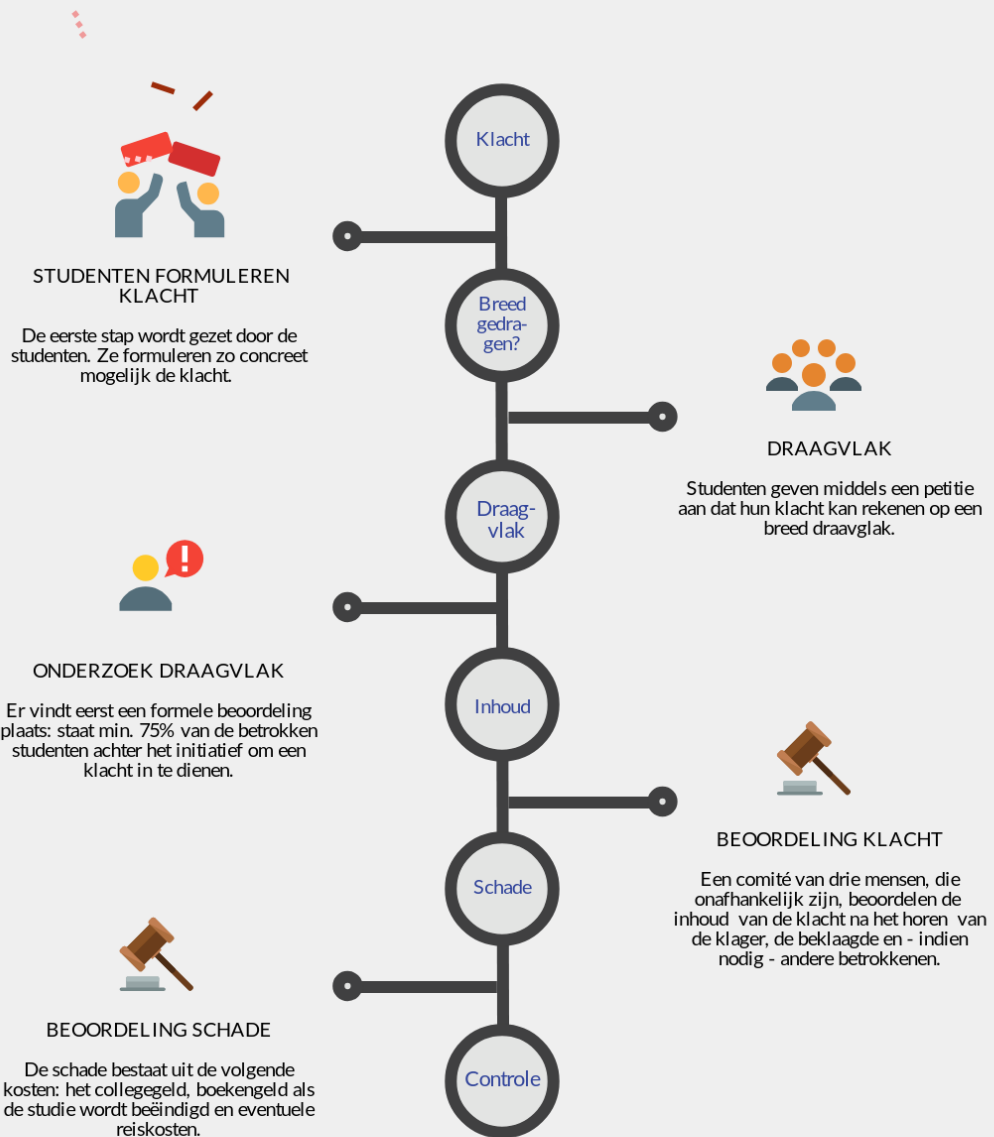 Klacht
STUDENTEN FORMULEREN
KLACHT
De eerste stap wordt gezet door de
studenten. Ze formuleren zo concreet
mogelijk de klacht.
Breed
gedra-
gen?
DRAAGVLAK
Studenten geven middels een petitie
aan dat hun klacht kan rekenen op een
breed draavglak.
Draag-
vlak
ONDERZOEK DRAAGVLAK
Er vindt eerst een formele beoordeling
plaats: staat min. 75% van de betrokken
studenten achter het initiatief om een
klacht in te dienen.
Inhoud
BEOORDELING KLACHT
Een comité van drie mensen, die
onafhankelijk zijn, beoordelen de
inhoud van de klacht na het horen van
de klager, de beklaagde en - indien
nodig - andere betrokkenen.
Schade
BEOORDELING SCHADE
De schade bestaat uit de volgende
kosten: het collegegeld, boekengeld als
de studie wordt beëindigd en eventuele
reiskosten.
Controle